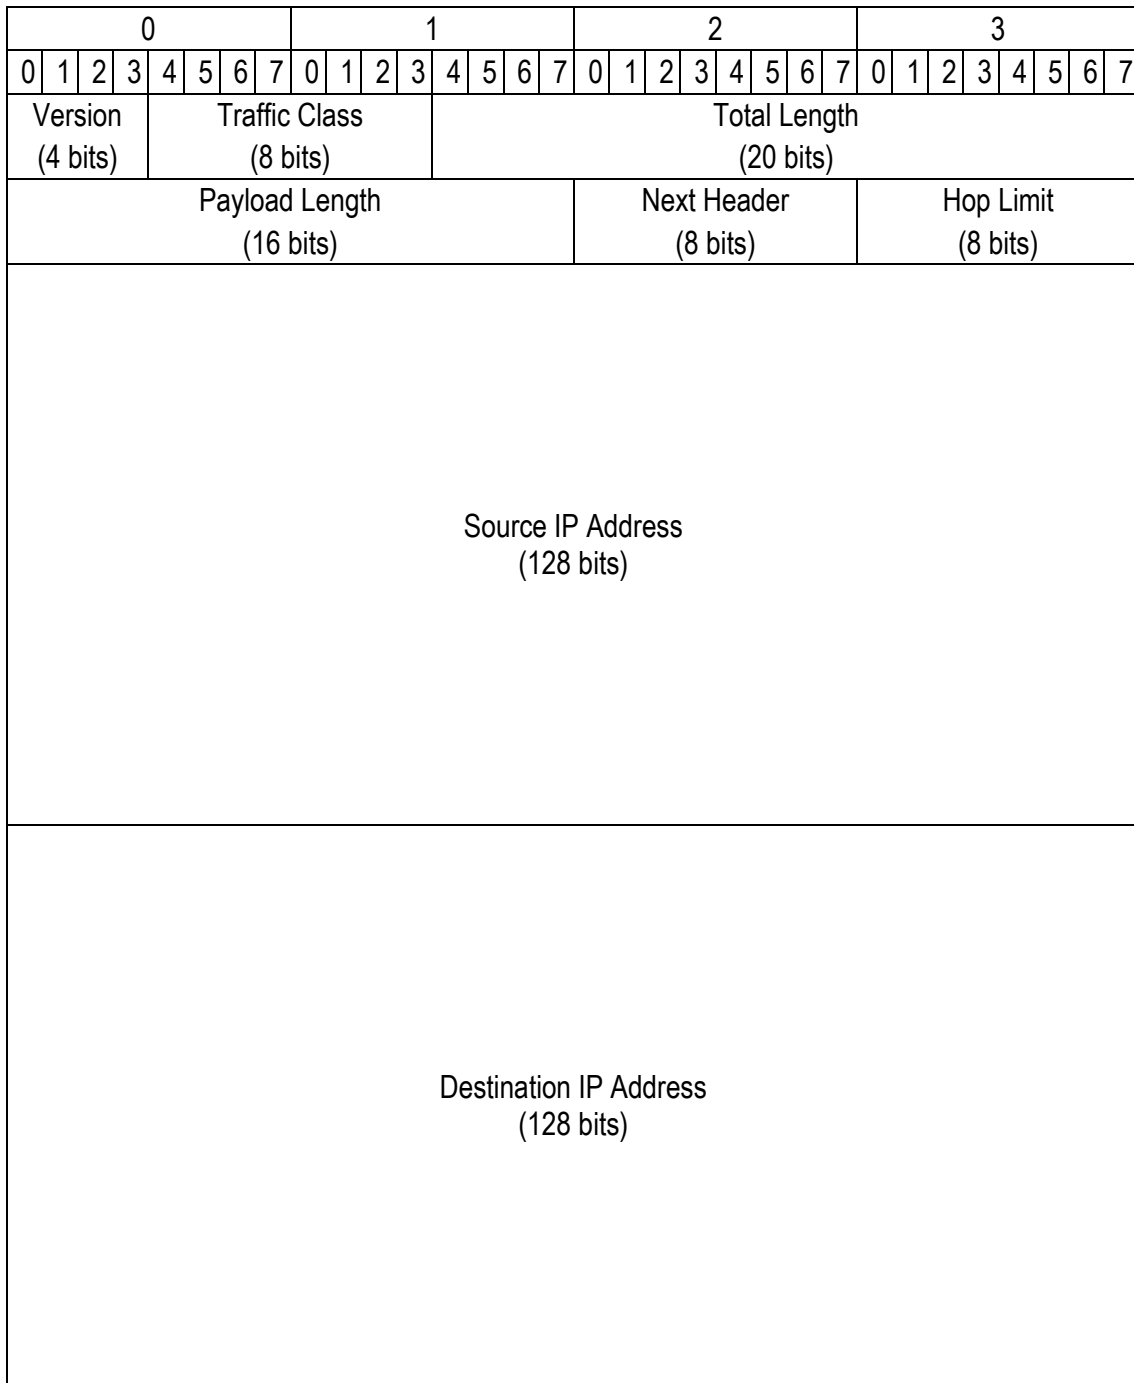 0 1 2 3
0 1 2 3 4 5 6 7 0 1 2 3 4 5 6 7 0 1 2 3 4 5 6 7 0 1 2 3 4 5 6 7
Version Traffic Class Total Length
(4 bits) (8 bits) (20 bits)
Payload Length Next Header Hop Limit
(16 bits) (8 bits) (8 bits)
Source IP Address
(128 bits)
Destination IP Address
(128 bits)